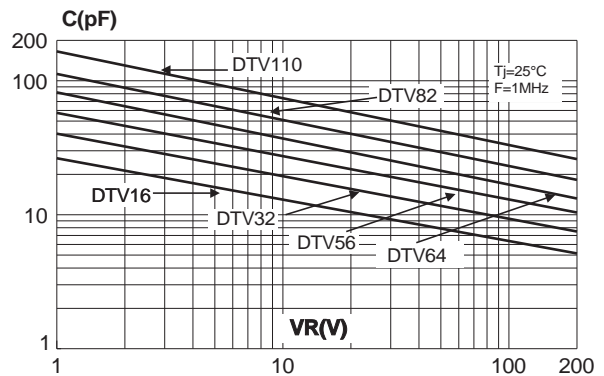 C(pF)
200
100
10
1
DTV110
Tj=25°C
F=1MHz
DTV82
DTV16
DTV32
DTV56
DTV64
VR(V)
1
10
100
200